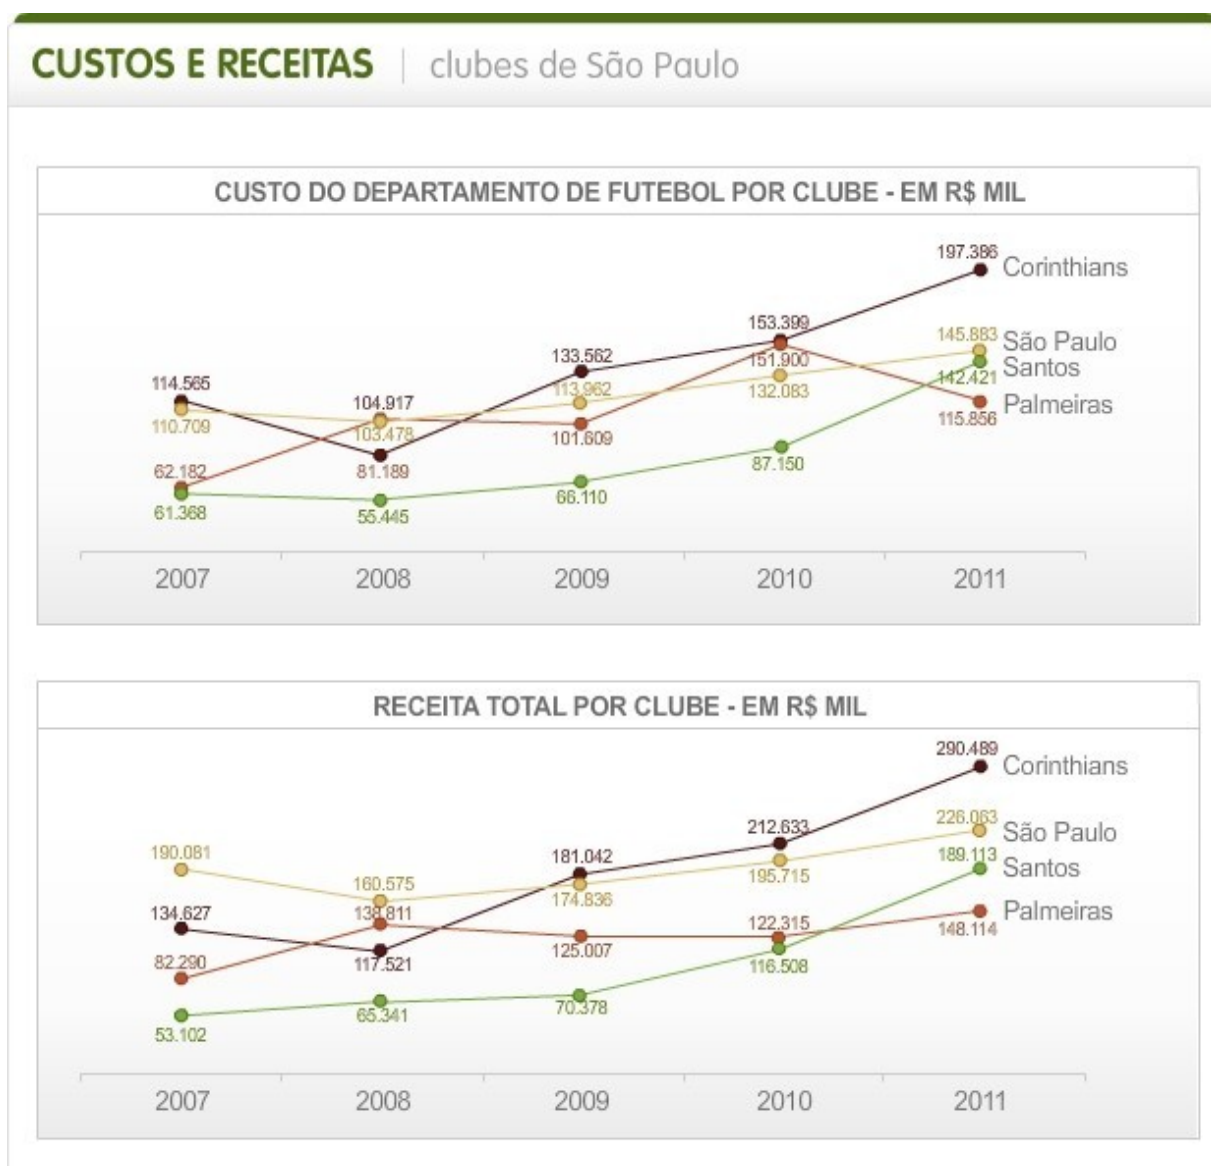 CUSTOS E RECEITAS | clubes de São Paulo
CUSTO DO DEPARTAMENTO DE FUTEBOL POR CLUBE - EM R$ MIL
197.386 Corinthians
153.399
145.883 São Paulo
133.562
151.900
Santos
114.565
113.962
142.421
104.917
132.083
Palmeiras
110.709
103.478
101.609
115.856
62.182
81.189
87.150
61.368
55.445
66.110
2007 2008 2009 2010 2011
RECEITA TOTAL POR CLUBE - EM R$ MIL
290.489 Corinthians
212.633
226.063 São Paulo
190.081
181.042
189.113 Santos
160.575
174.836
195.715
134.627
138.811
122.315
Palmeiras
148.114
82.290
117.521
125.007
116.508
53.102
65.341
70.378
2007 2008 2009 2010 2011